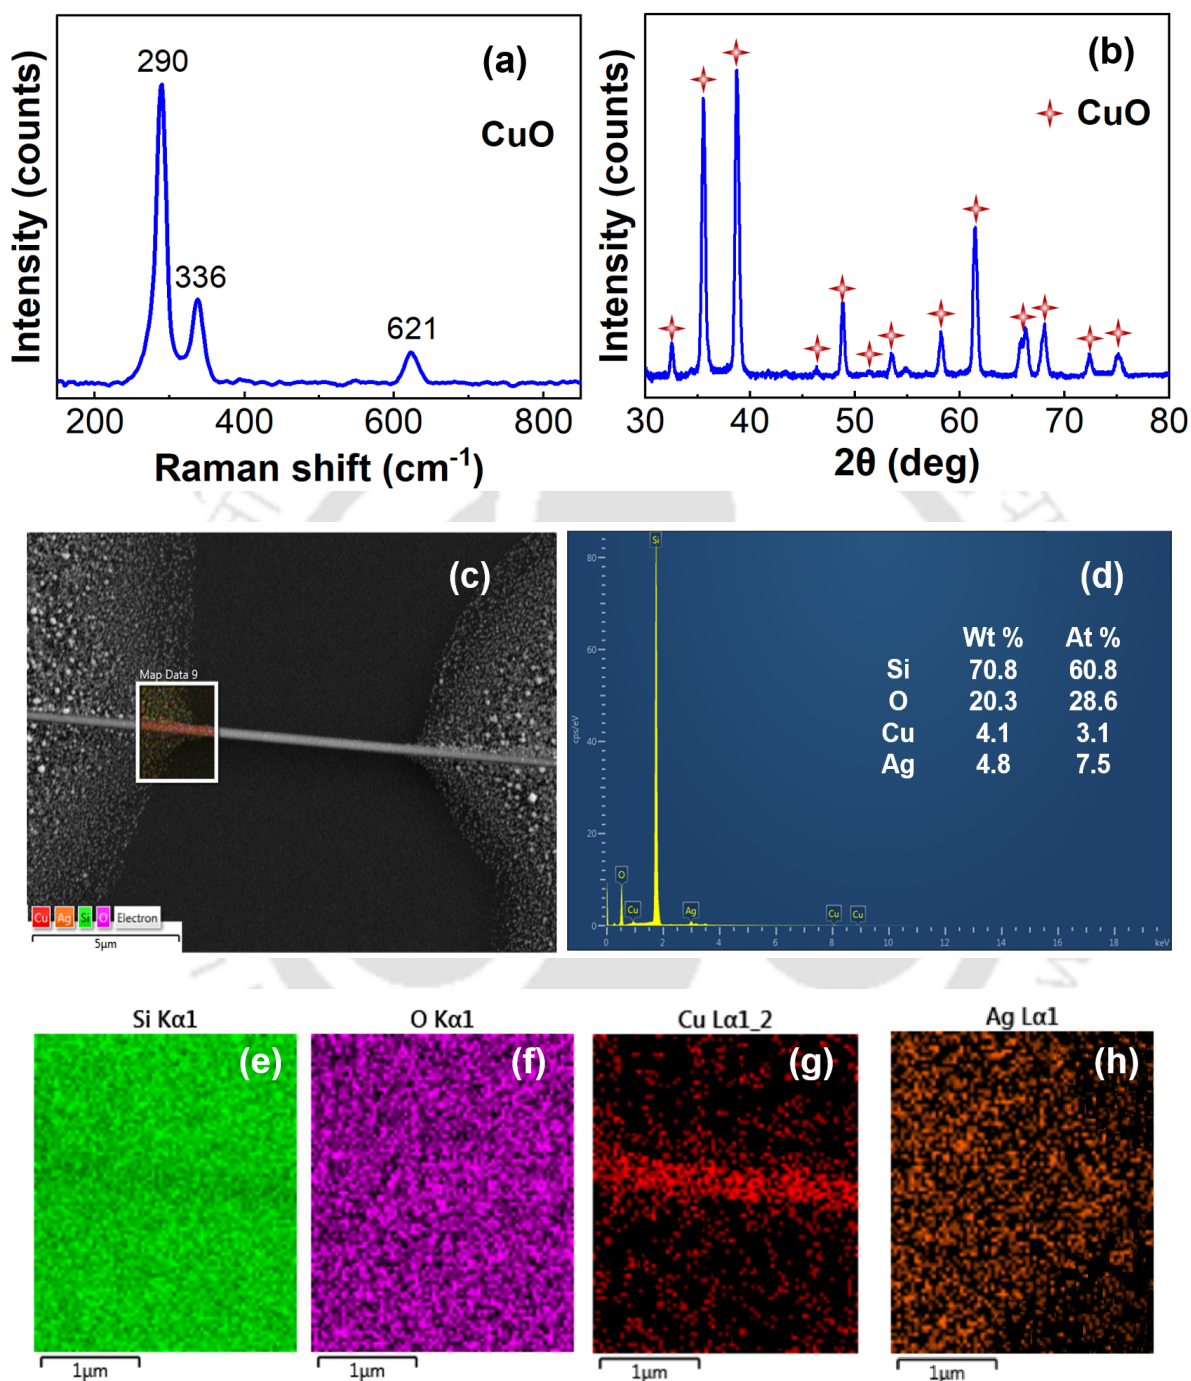 (a)
290
CuO
336
621
Intensity (counts)
200 400 600 800
Raman shift (cm-1)
(b)
CuO
Intensity (counts)
30 40 50 60 70 80
2θ (deg)
(c)
Map Data 9
Cu Ag Si O Electron
5μm
(d)
Wt % At %
Si 70.8 60.8
O 20.3 28.6
Cu 4.1 3.1
Ag 4.8 7.5
cps/eV
80
60
40
20
0
Si
O
Cu
Ag
Cu
Cu
0 2 4 6 8 10 12 14 16 18 keV
Si Kα1
(e)
1μm
O Kα1
(f)
1μm
Cu Lα1_2
(g)
1μm
Ag Lα1
(h)
1μm